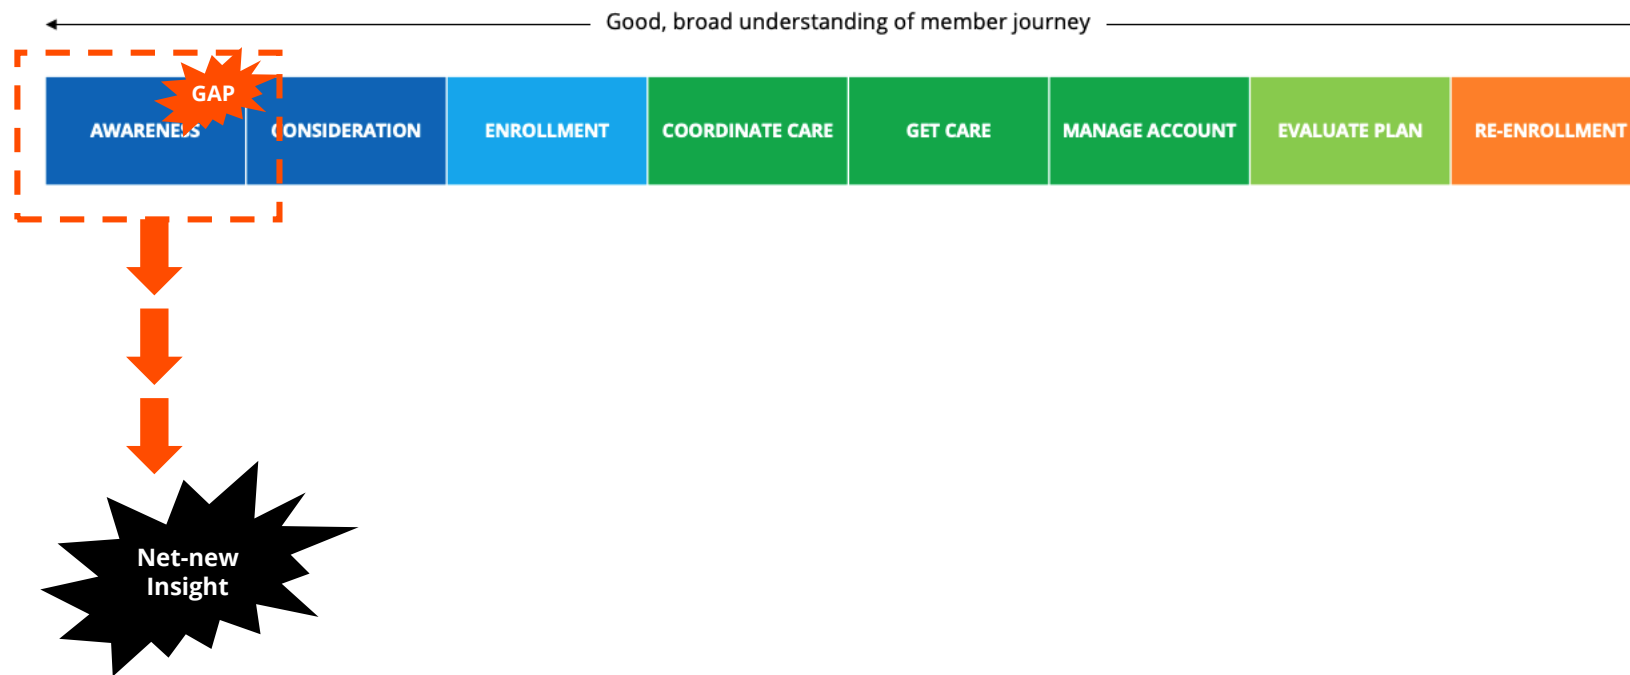 Good, broad understanding of member journey
GAP
AWARENESS
CONSIDERATION
ENROLLMENT
COORDINATE CARE
GET CARE
MANAGE ACCOUNT
EVALUATE PLAN
RE-ENROLLMENT
Net-new
Insight